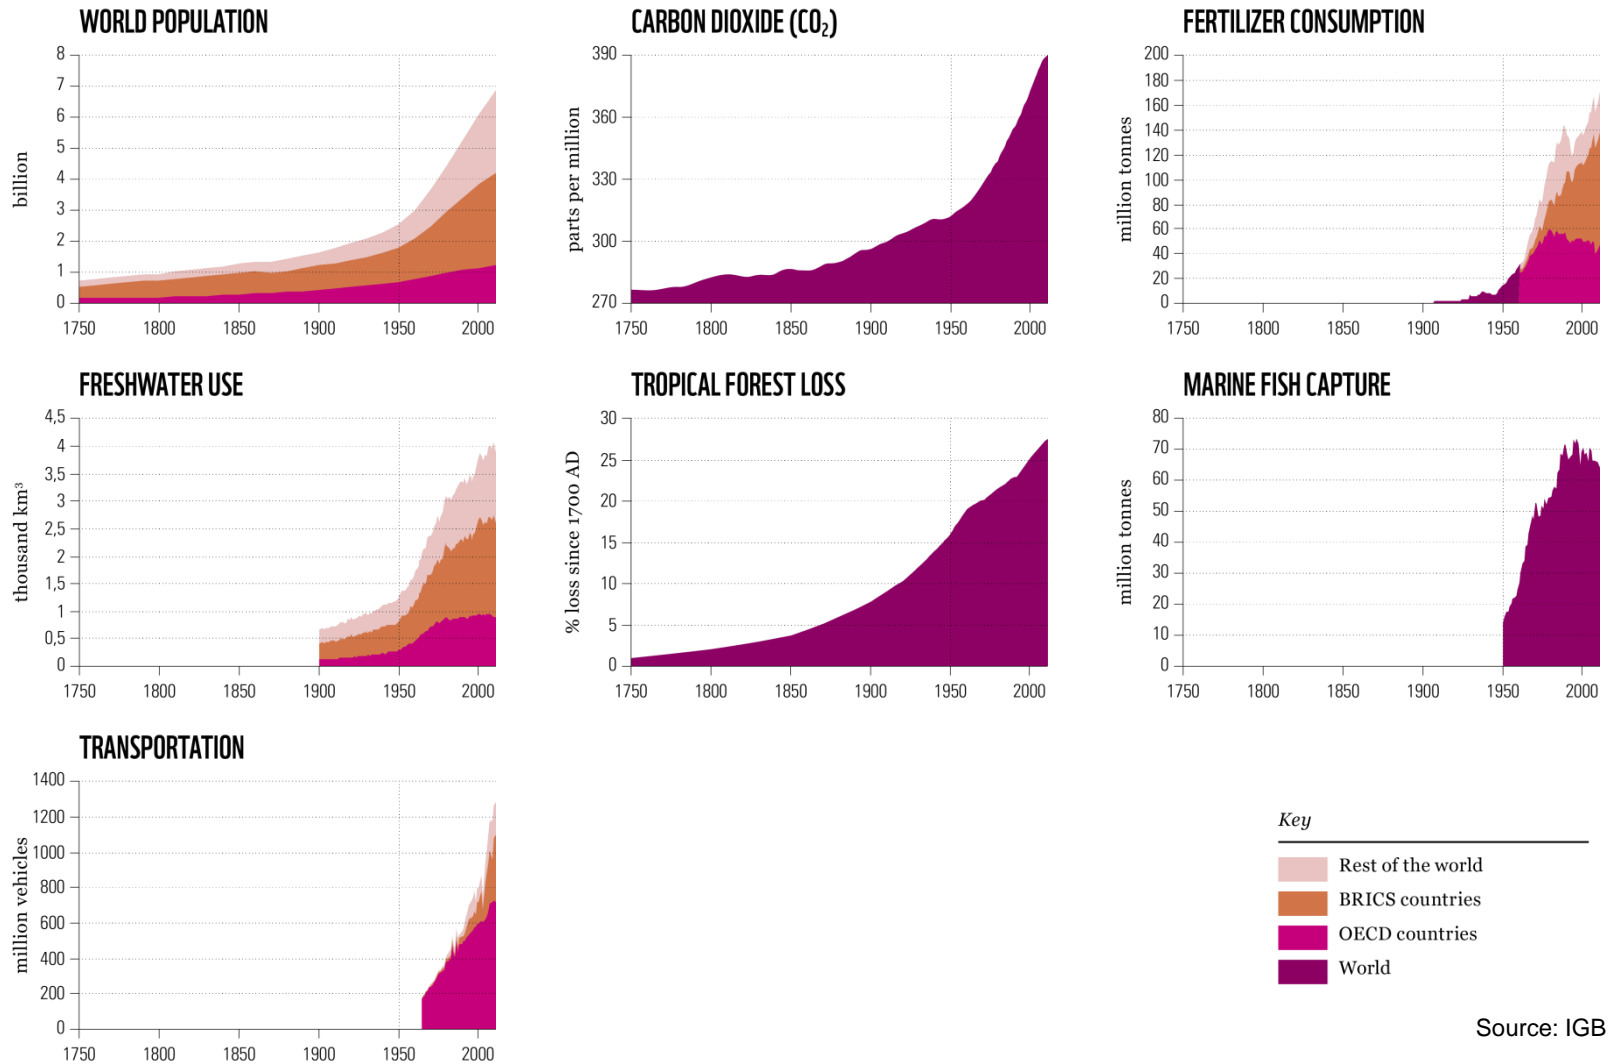 WORLD POPULATION
8
7
6
5
4
3
2
1
0
billion
1750 1800 1850 1900 1950 2000
CARBON DIOXIDE (CO₂)
390
360
330
300
270
parts per million
1750 1800 1850 1900 1950 2000
FERTILIZER CONSUMPTION
200
180
160
140
120
100
80
60
40
20
0
million tonnes
1750 1800 1850 1900 1950 2000
FRESHWATER USE
4,5
4
3,5
3
2,5
2
1,5
1
0,5
0
thousand km³
1750 1800 1850 1900 1950 2000
TROPICAL FOREST LOSS
30
25
20
15
10
5
0
% loss since 1700 AD
1750 1800 1850 1900 1950 2000
MARINE FISH CAPTURE
80
70
60
50
40
30
20
10
0
million tonnes
1750 1800 1850 1900 1950 2000
TRANSPORTATION
1400
1200
1000
800
600
400
200
0
million vehicles
1750 1800 1850 1900 1950 2000
Key
Rest of the world
BRICS countries
OECD countries
World
Source: IGB